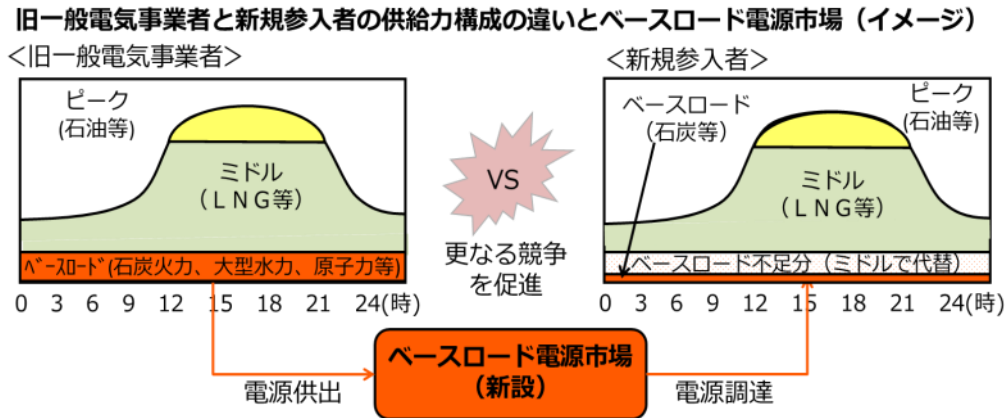 旧一般電気事業者と新規参入者の供給力構成の違いとベースロード電源市場（イメージ）
＜旧一般電気事業者＞
ピーク
(石油等)
ミドル
（ＬＮＧ等）
ﾍﾞｰｽﾛｰﾄﾞ(石炭火力、大型水力、原子力等)
0 3 6 9 12 15 18 21 24(時)
VS
更なる競争
を促進
＜新規参入者＞
ベースロード
（石炭等）
ピーク
(石油等)
ミドル
（ＬＮＧ等）
ベースロード不足分（ミドルで代替）
0 3 6 9 12 15 18 21 24(時)
電源供出
ベースロード電源市場
（新設）
電源調達